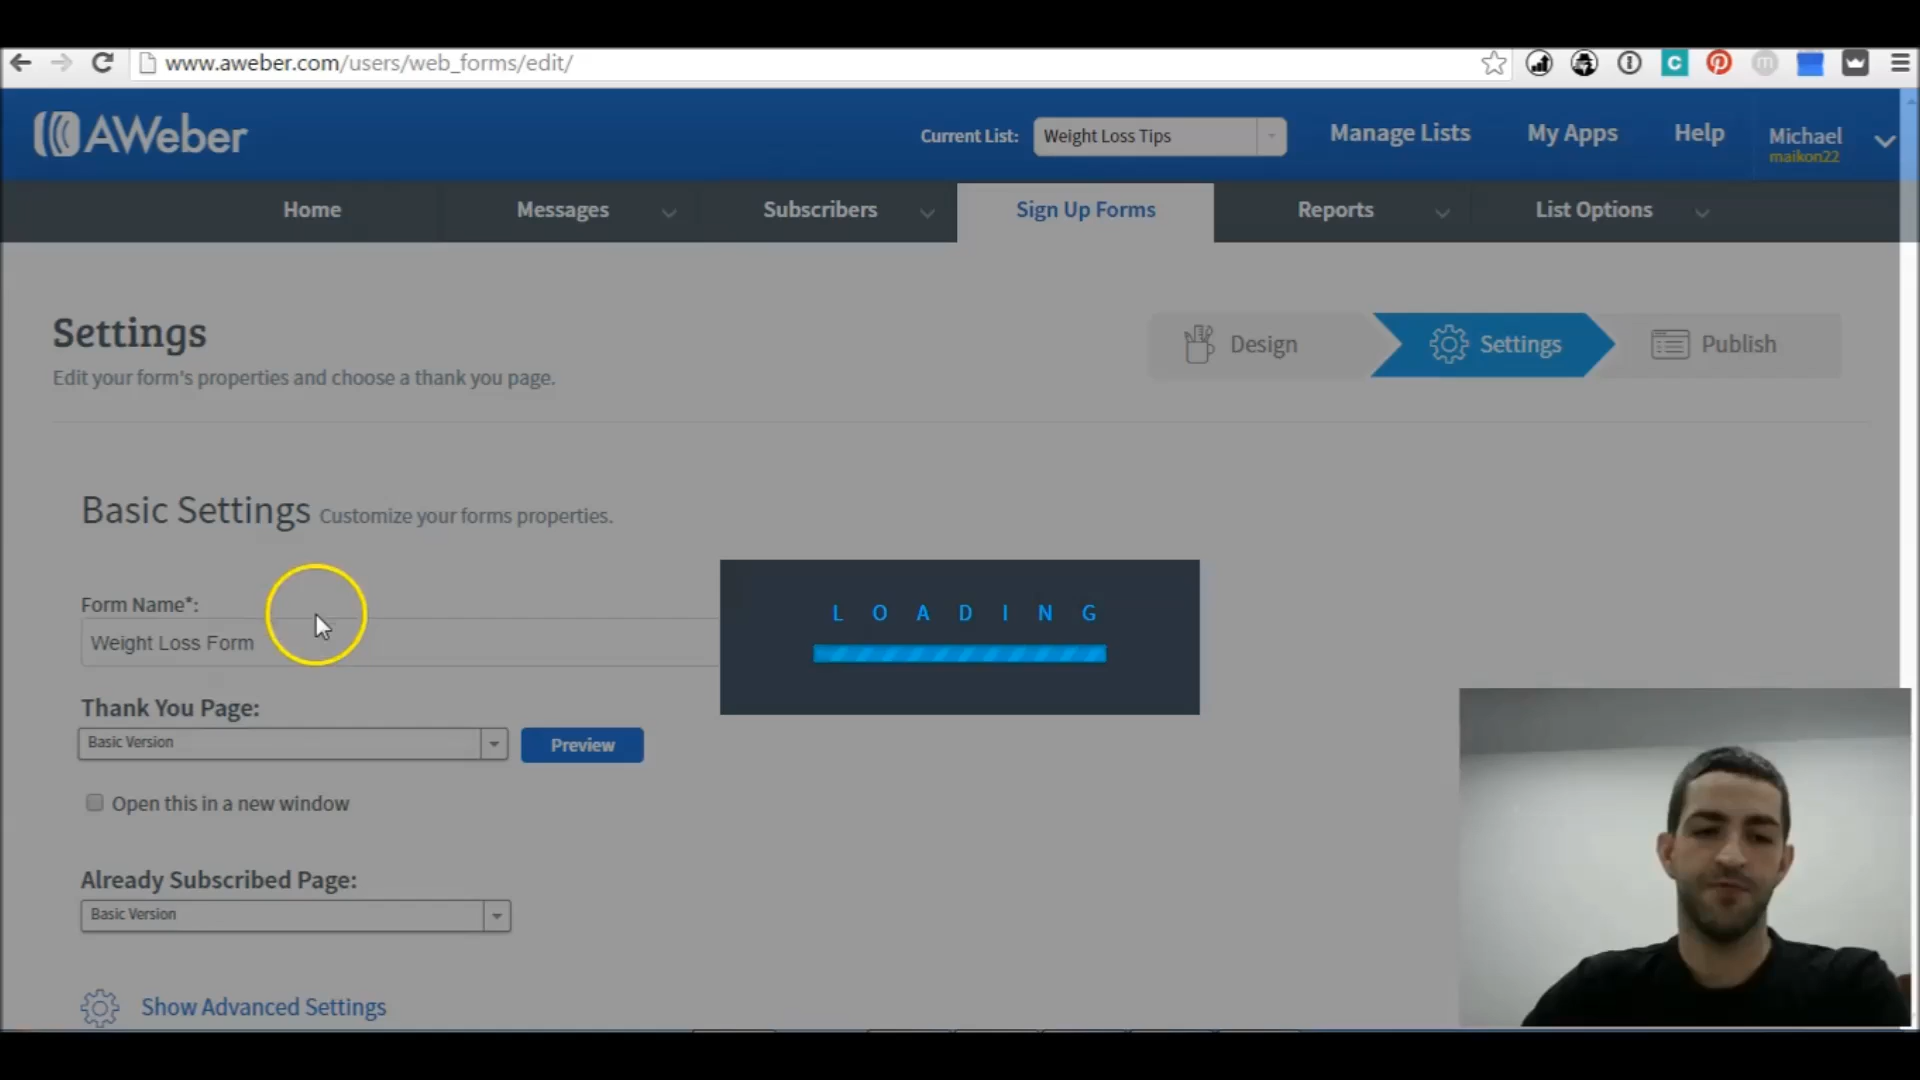 www.aweber.com/users/web_forms/edit/
AWeber
Current List: Weight Loss Tips
Manage Lists
My Apps
Help
Michael
maikon22
Home
Messages
Subscribers
Sign Up Forms
Reports
List Options
Settings
Edit your form's properties and choose a thank you page.
Design
Settings
Publish
Basic Settings Customize your forms properties.
Form Name*:
Weight Loss Form
LOADING
Thank You Page:
Basic Version
Preview
Open this in a new window
Already Subscribed Page:
Basic Version
Show Advanced Settings